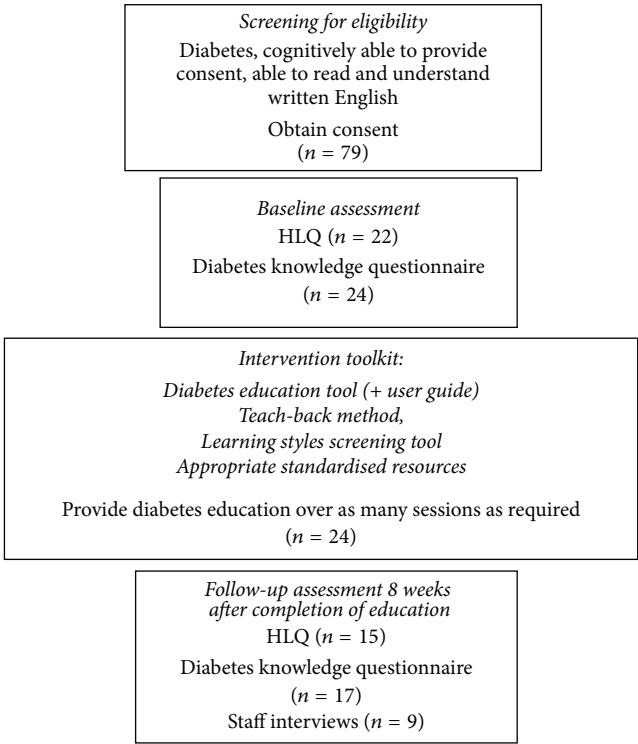 Screening for eligibility
Diabetes, cognitively able to provide
consent, able to read and understand
written English
Obtain consent
(n = 79)
Baseline assessment
HLQ (n = 22)
Diabetes knowledge questionnaire
(n = 24)
Intervention toolkit:
Diabetes education tool (+ user guide)
Teach-back method,
Learning styles screening tool
Appropriate standardised resources
Provide diabetes education over as many sessions as required
(n = 24)
Follow-up assessment 8 weeks
after completion of education
HLQ (n = 15)
Diabetes knowledge questionnaire
(n = 17)
Staff interviews (n = 9)